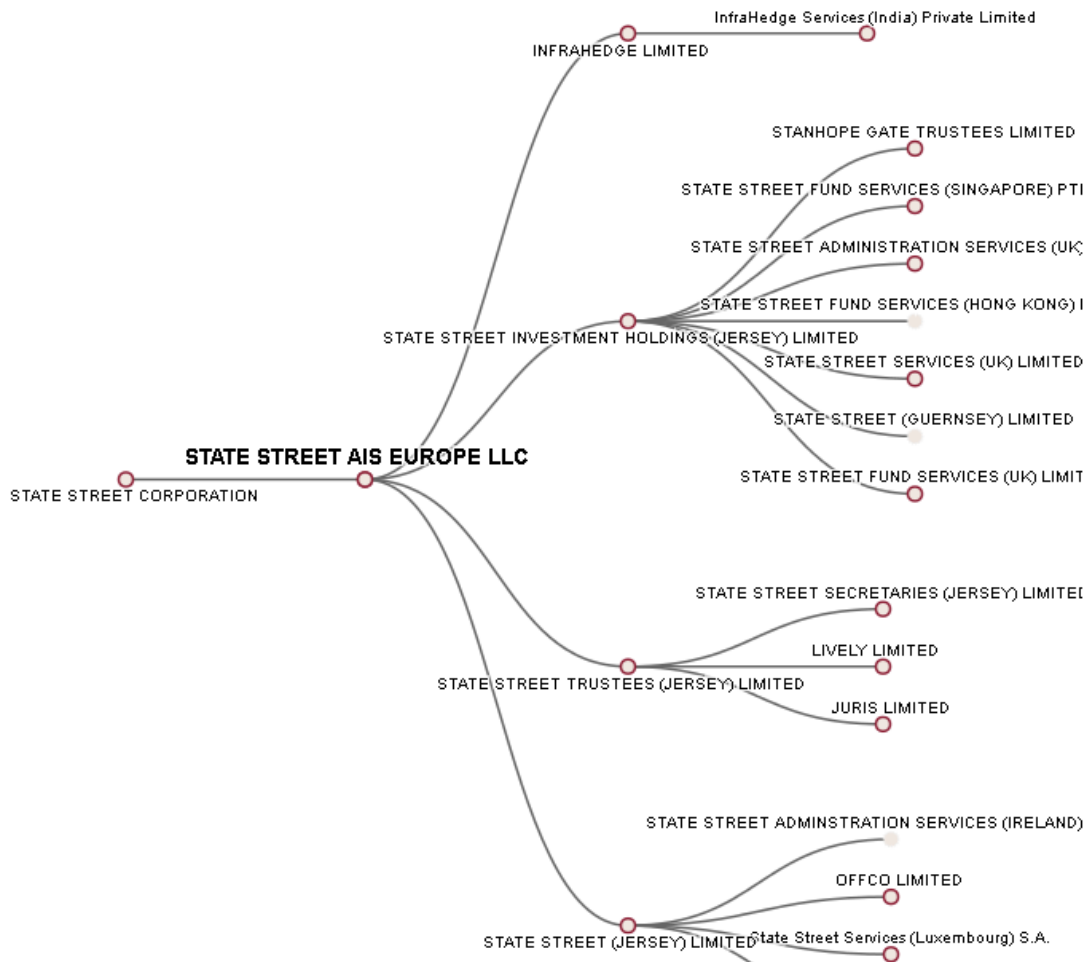 InfraHedge Services (India) Private Limited
INFRAHEDGE LIMITED
STANHOPE GATE TRUSTEES LIMITED
STATE STREET FUND SERVICES (SINGAPORE)
STATE STREET ADMINISTRATION SERVICES (UK)
STATE STREET FUND SERVICES (HONG KONG)
STATE STREET INVESTMENT HOLDINGS (JERSEY) LIMITED
STATE STREET SERVICES (UK) LIMITED
STATE STREET (GUERNSEY) LIMITED
STATE STREET AIS EUROPE LLC
STATE STREET FUND SERVICES (UK)
STATE STREET CORPORATION
STATE STREET SECRETARIES (JERSEY) LIMITED
LIVELY LIMITED
STATE STREET TRUSTEES (JERSEY) LIMITED
JURIS LIMITED
STATE STREET ADMINSTRATION SERVICES (IRELAND)
OFFCO LIMITED
STATE STREET (JERSEY) LIMITED
State Street Services (Luxembourg) S.A.